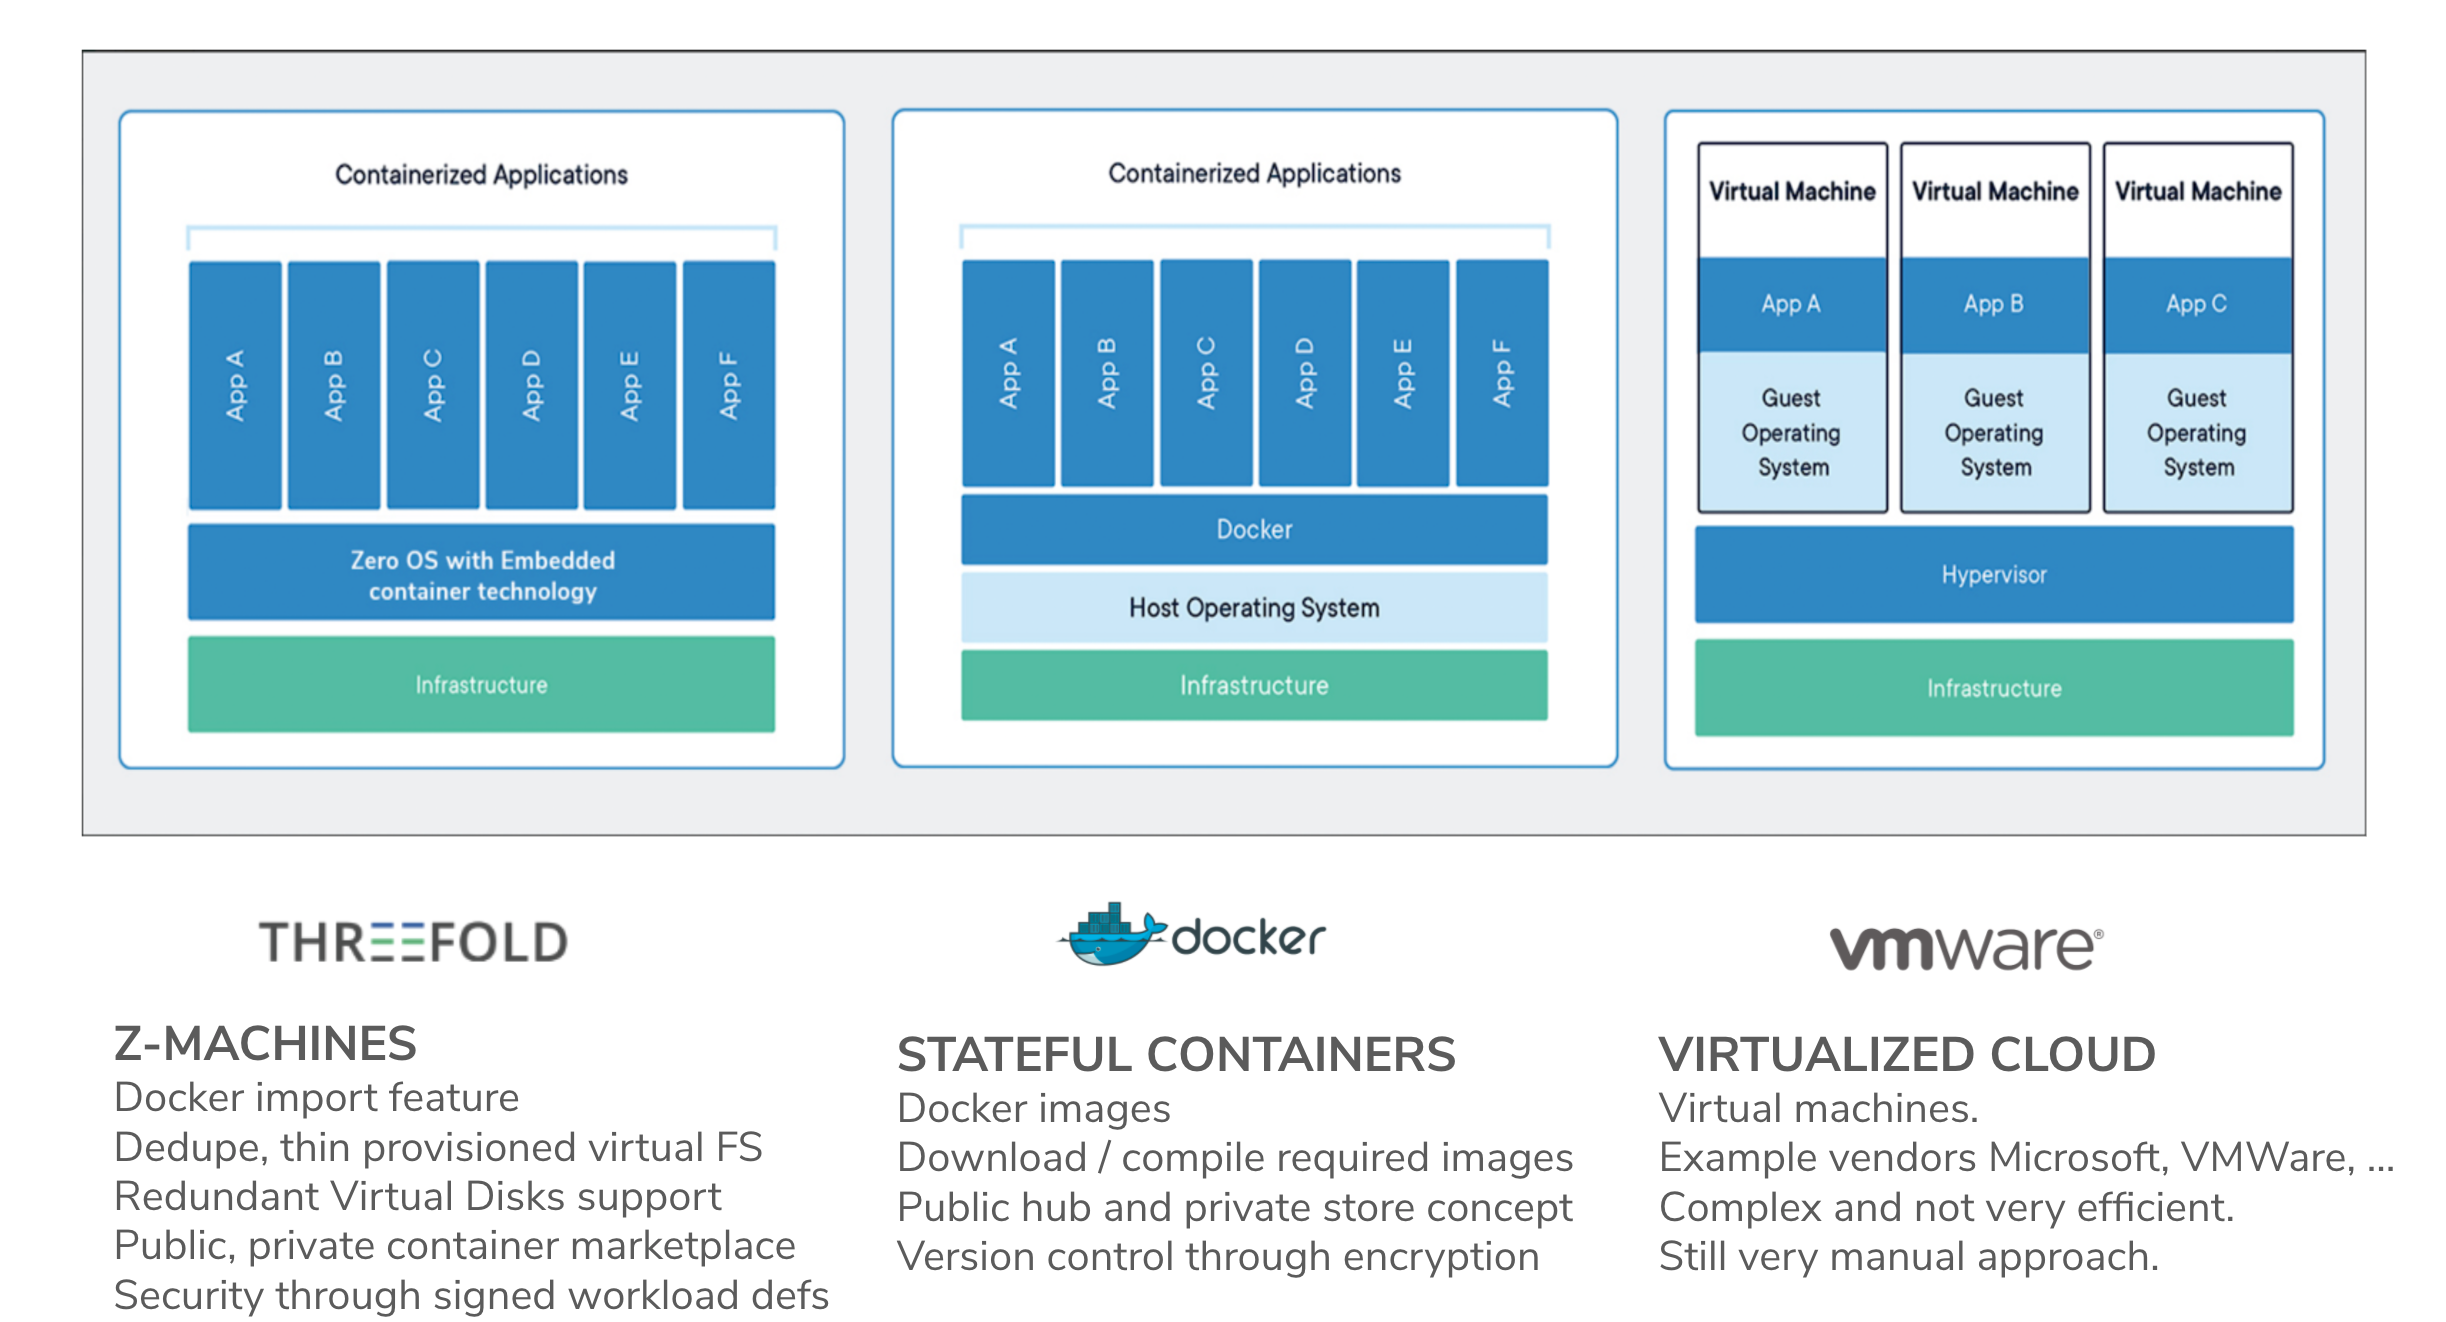 Containerized Applications
App A
App B
App C
App D
App E
App F
Zero OS with Embedded
container technology
Infrastructure
Containerized Applications
App A
App B
App C
App D
App E
App F
Docker
Host Operating System
Infrastructure
Virtual Machine
App A
Guest
Operating
System
Virtual Machine
App B
Guest
Operating
System
Virtual Machine
App C
Guest
Operating
System
Hypervisor
Infrastructure
THREEFOLD
Z-MACHINES
Docker import feature
Dedupe, thin provisioned virtual FS
Redundant Virtual Disks support
Public, private container marketplace
Security through signed workload defs
docker
STATEFUL CONTAINERS
Docker images
Download / compile required images
Public hub and private store concept
Version control through encryption
vmware®
VIRTUALIZED CLOUD
Virtual machines.
Example vendors Microsoft, VMWare, ...
Complex and not very efficient.
Still very manual approach.